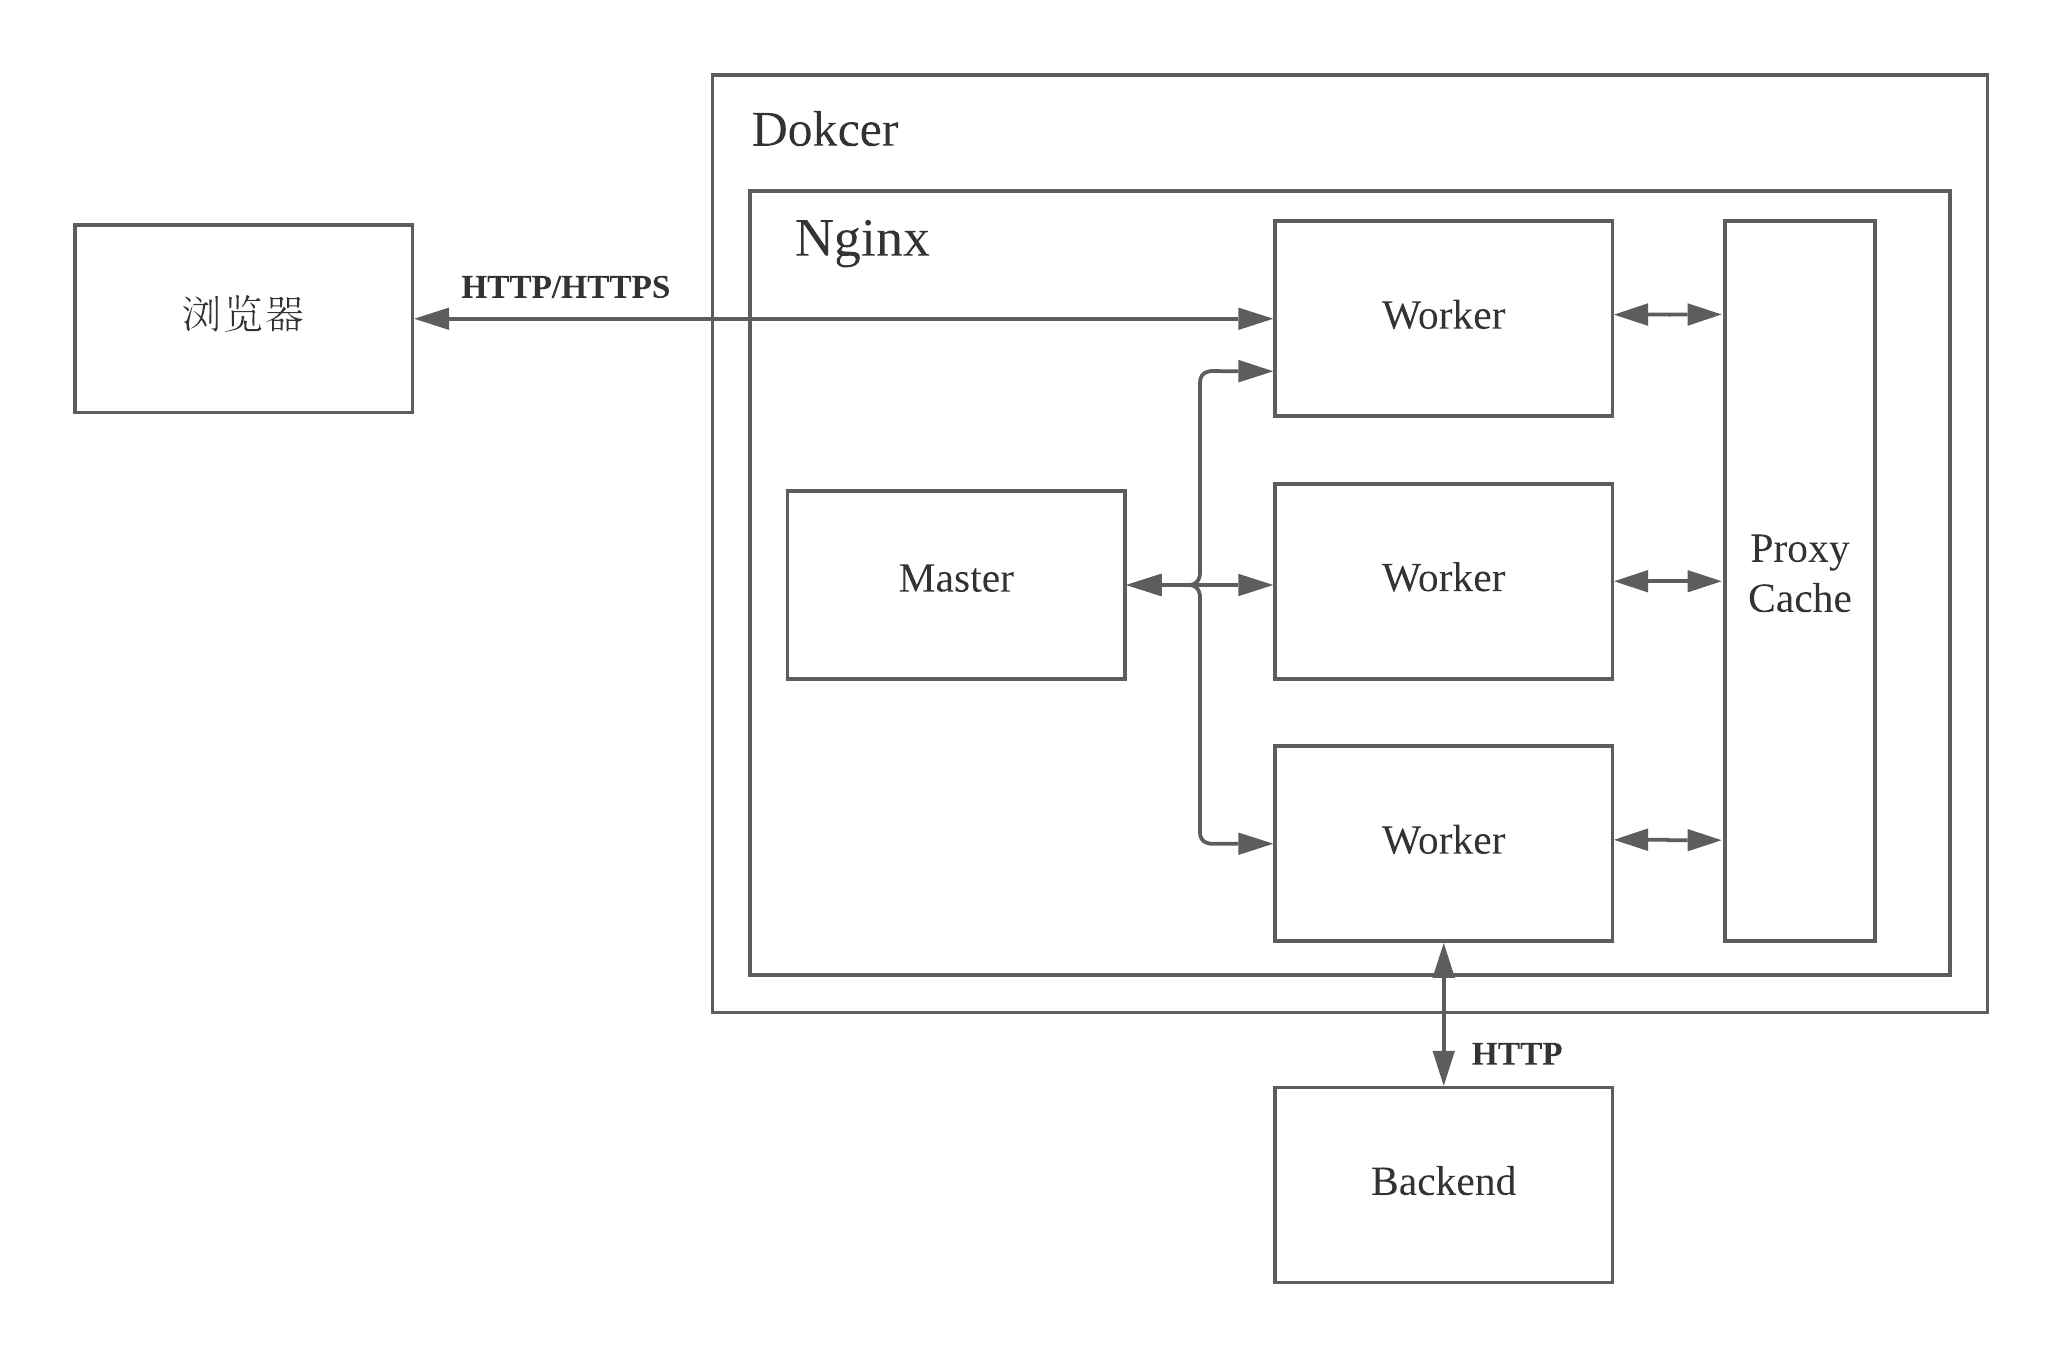 Dokcer
Nginx
浏览器
HTTP/HTTPS
Worker
Master
Worker
Proxy
Cache
Worker
HTTP
Backend